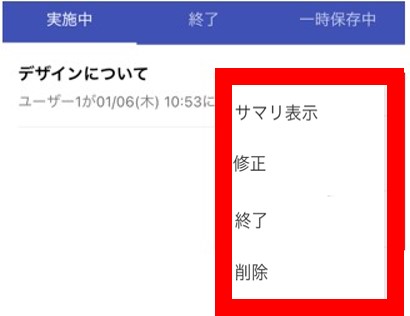 実施中 終了 一時保存中
デザインについて
ユーザー1が01/06(木) 10:53に
サマリ表示
修正
終了
削除